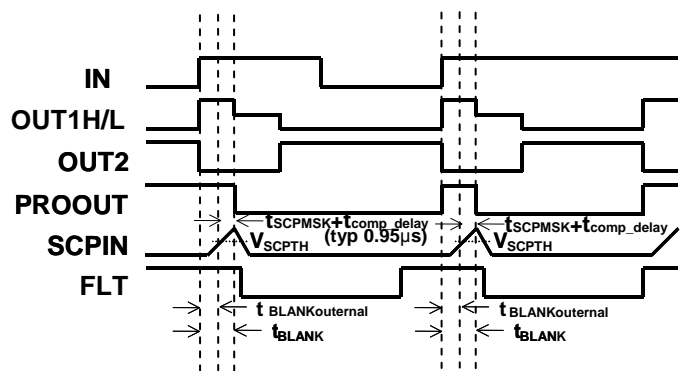 IN
OUT1H/L
OUT2
PROOUT
tSCPMSK+tcomp_delay
(typ 0.95μs)
tSCPMSK+tcomp_delay
SCPIN
VSCPTH
VSCPTH
FLT
t BLANKouternal
t BLANKouternal
tBLANK
tBLANK